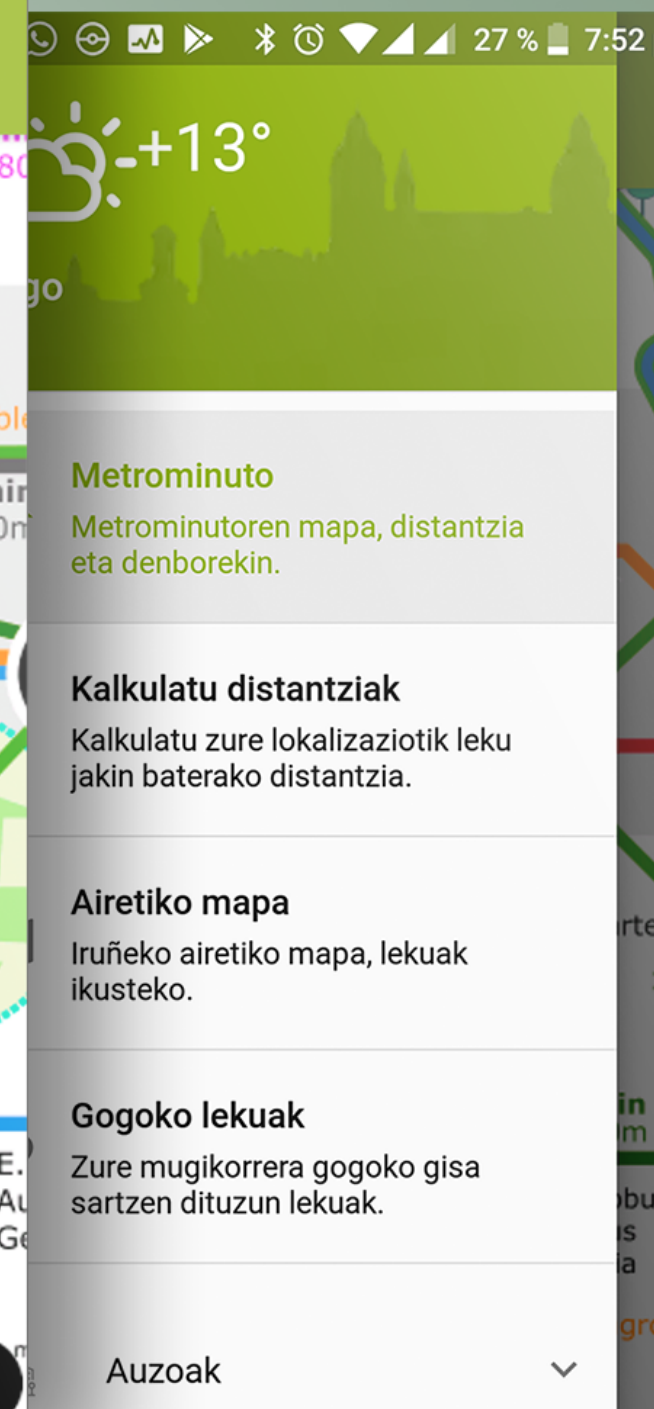 27 % 7:52
+13°
go
Metrominuto
Metrominutoren mapa, distantzia
eta denborekin.
Kalkulatu distantziak
Kalkulatu zure lokalizaziotik leku
jakin baterako distantzia.
Airetiko mapa
Iruñeko airetiko mapa, lekuak
ikusteko.
Gogoko lekuak
Zure mugikorrera gogoko gisa
sartzen dituzun lekuak.
Auzoak